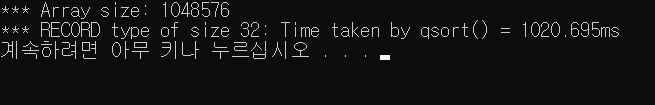 *** Array size: 1048576
*** RECORD type of size 32: Time taken by qsort() = 1020.695ms
계속하려면 아무 키나 누르십시오 . . .